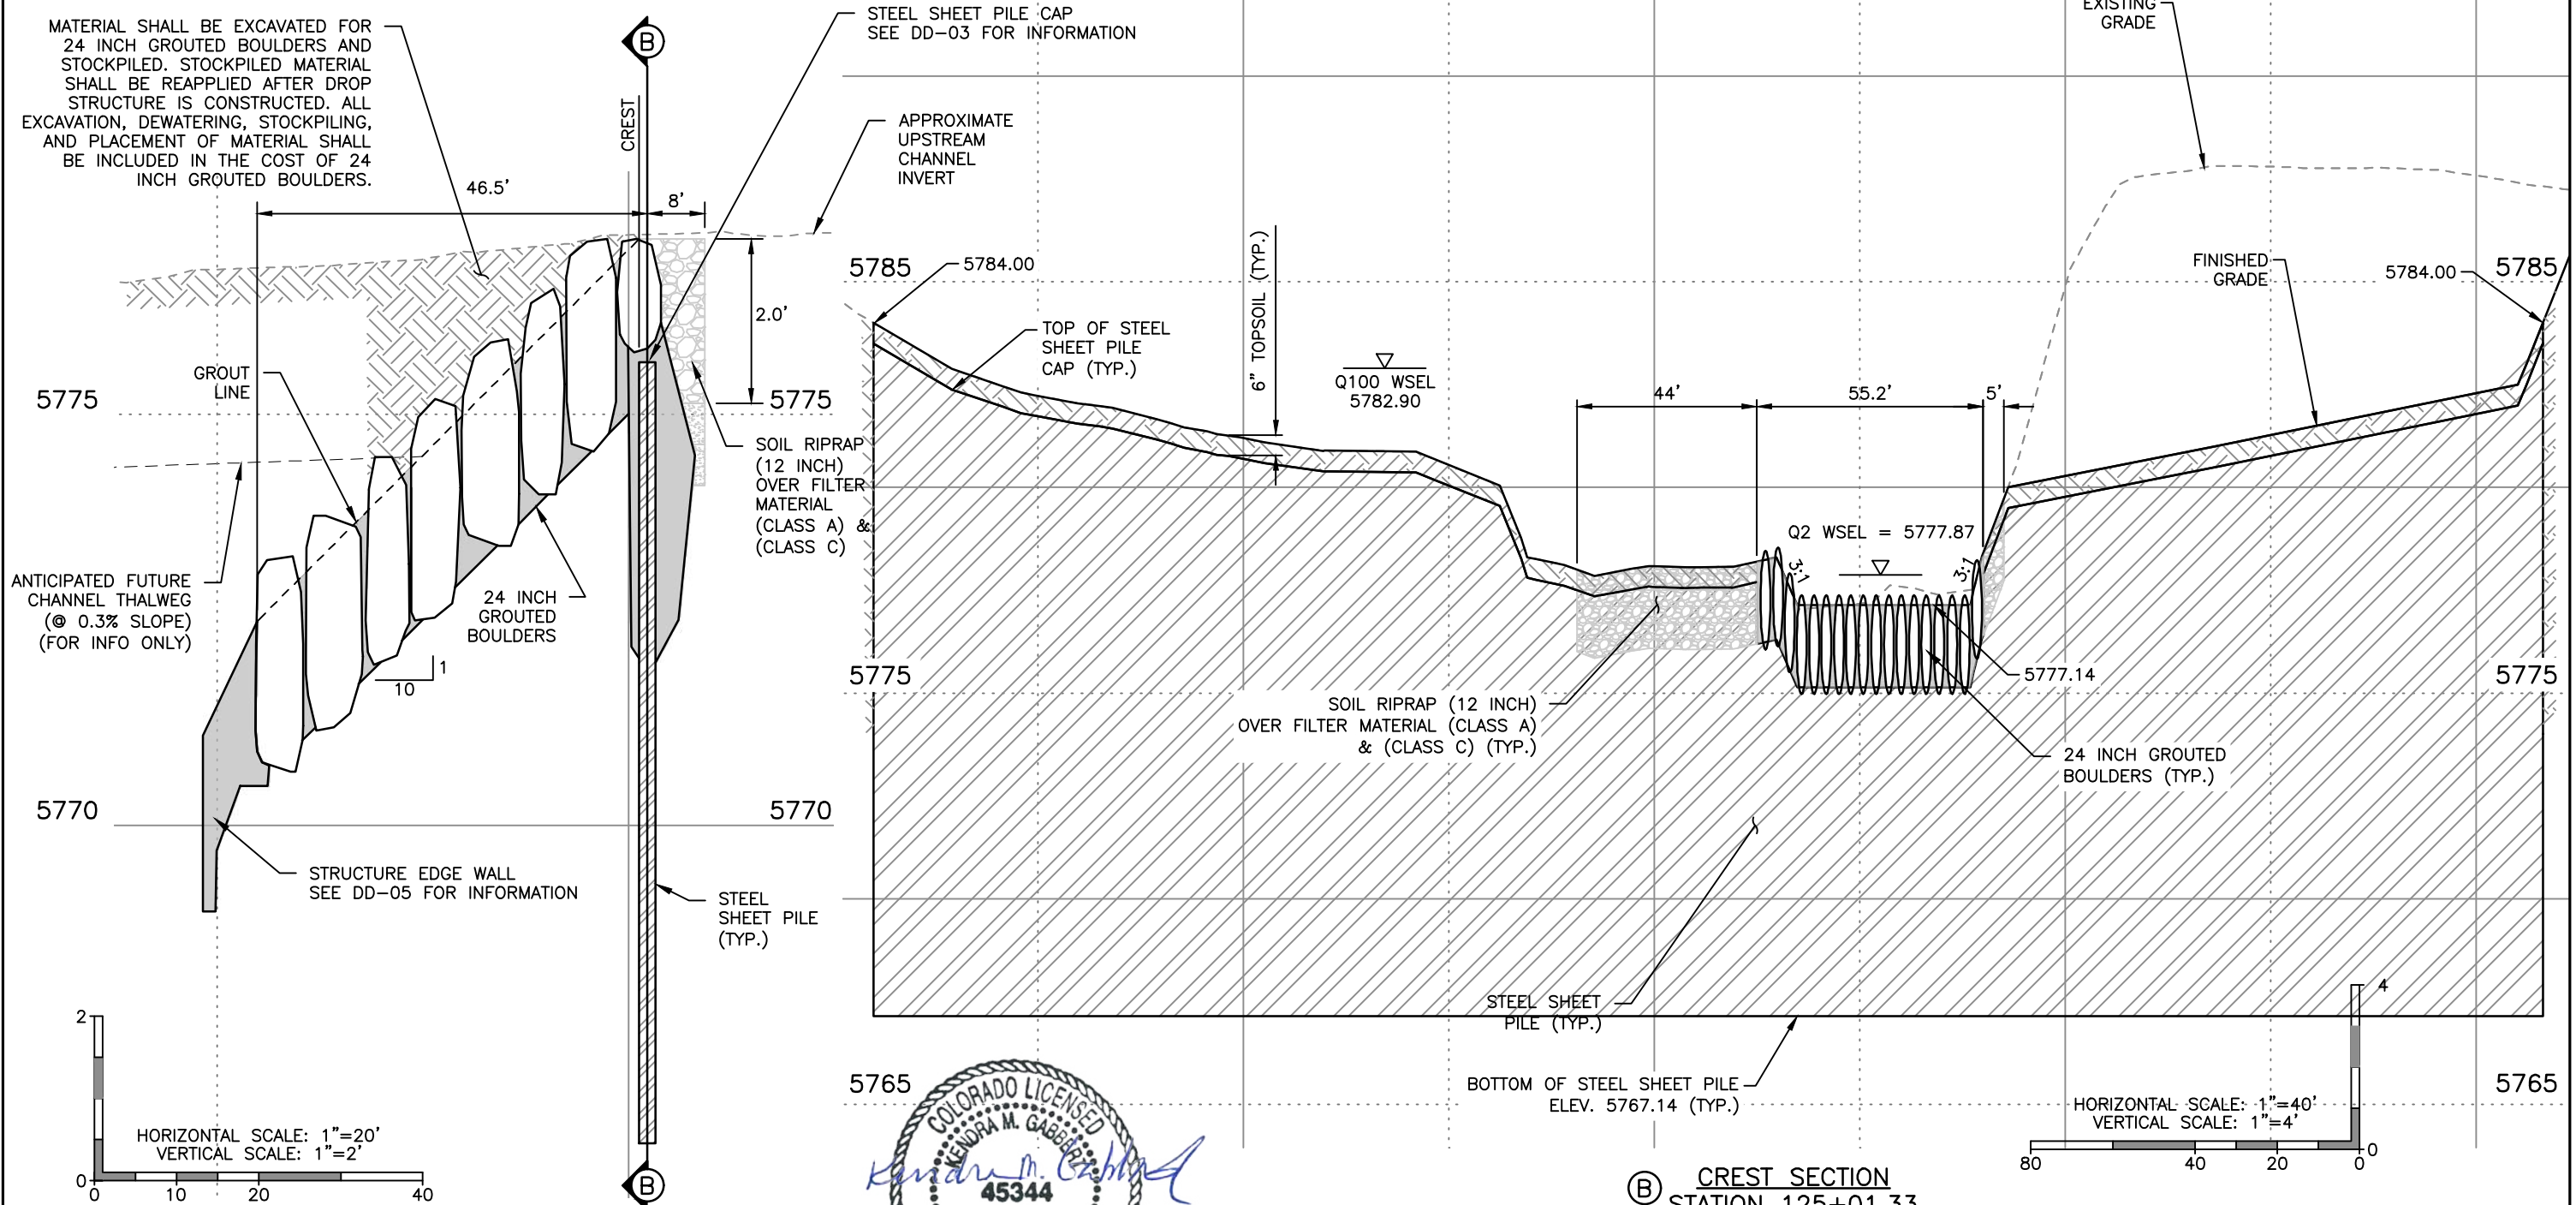 MATERIAL SHALL BE EXCAVATED FOR
24 INCH GROUTED BOULDERS AND
STOCKPILED. STOCKPILED MATERIAL
SHALL BE REAPPLIED AFTER DROP
STRUCTURE IS CONSTRUCTED. ALL
EXCAVATION, DEWATERING, STOCKPILING,
AND PLACEMENT OF MATERIAL SHALL
BE INCLUDED IN THE COST OF 24
INCH GROUTED BOULDERS.
B
CREST
STEEL SHEET PILE CAP
SEE DD-03 FOR INFORMATION
APPROXIMATE
UPSTREAM
CHANNEL
INVERT
46.5'
8'
2.0'
GROUT
LINE
5775
5775
SOIL RIPRAP
(12 INCH)
OVER FILTER
MATERIAL
(CLASS A) &
(CLASS C)
ANTICIPATED FUTURE
CHANNEL THALWEG
(@ 0.3% SLOPE)
(FOR INFO ONLY)
24 INCH
GROUTED
BOULDERS
1
10
5770
5770
STRUCTURE EDGE WALL
SEE DD-05 FOR INFORMATION
STEEL
SHEET PILE
(TYP.)
2
0
HORIZONTAL SCALE: 1"=20'
VERTICAL SCALE: 1"=2'
0 10 20 40
B
EXISTING
GRADE
5785
5784.00
TOP OF STEEL
SHEET PILE
CAP (TYP.)
6" TOPSOIL (TYP.)
Q100 WSEL
5782.90
44'
55.2'
5'
FINISHED
GRADE
5784.00
5785
Q2 WSEL = 5777.87
3:1
3:1
5775
5777.14
5775
SOIL RIPRAP (12 INCH)
OVER FILTER MATERIAL (CLASS A)
& (CLASS C) (TYP.)
24 INCH GROUTED
BOULDERS (TYP.)
STEEL SHEET
PILE (TYP.)
BOTTOM OF STEEL SHEET PILE
ELEV. 5767.14 (TYP.)
5765
5765
4
0
HORIZONTAL SCALE: 1"=40'
VERTICAL SCALE: 1"=4'
80 40 20 0
COLORADO LICENSED
KENDRA M. GABBERT
Kendra M. Gabbert
45344
B
CREST SECTION
STATION 125+01.33